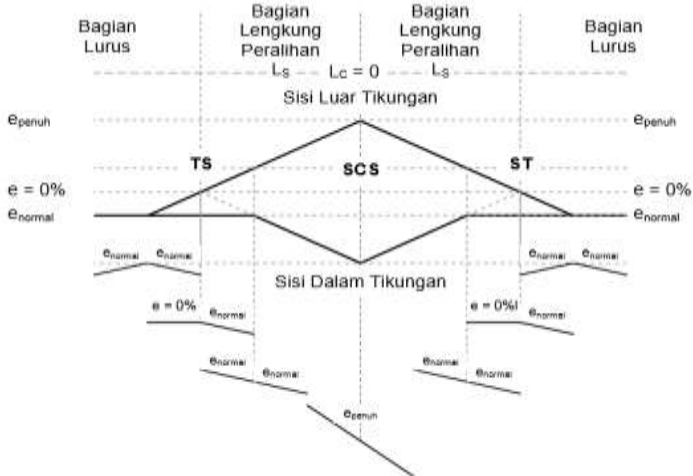 Bagian
Lurus
Bagian
Lengkung
Peralihan
Bagian
Lengkung
Peralihan
Bagian
Lurus
Ls Lc = 0 Ls
Sisi Luar Tikungan
epenuh epenuh
TS SCS ST
e = 0% e = 0%
enormal enormal
enormal enormal enormal enormal
Sisi Dalam Tikungan
e = 0% enormal e = 0%l enormal
enormal enormal enormal enormal
epenuh